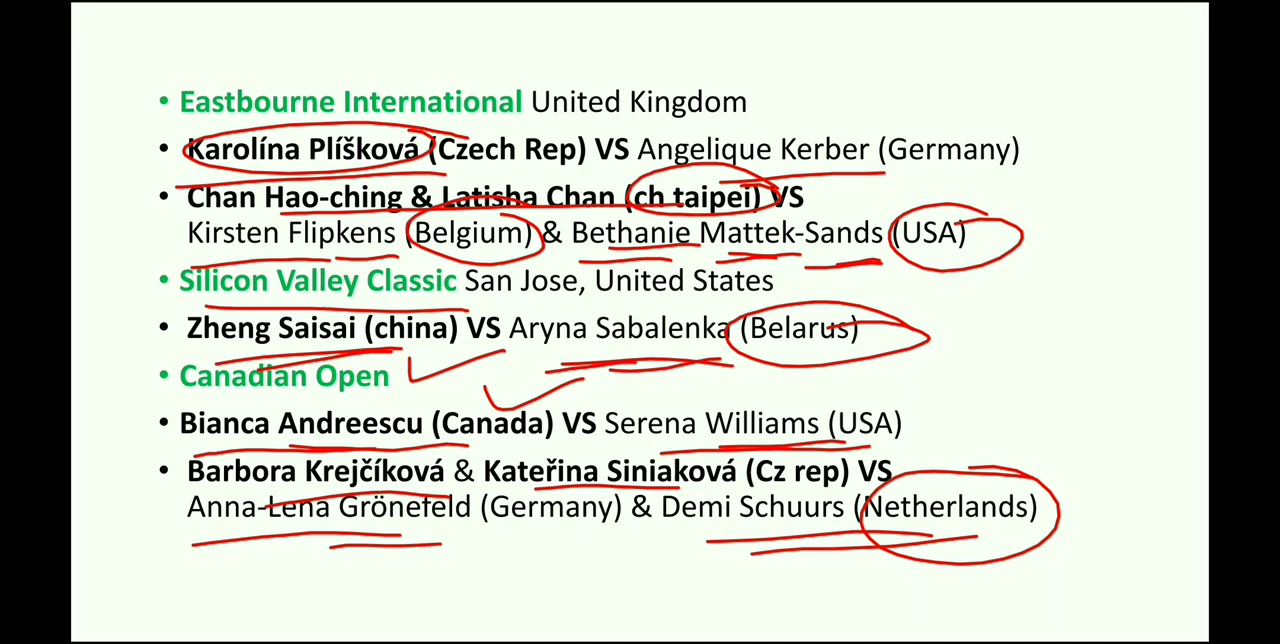 • Eastbourne International United Kingdom
• Karolína Plíšková (Czech Rep) VS Angelique Kerber (Germany)
• Chan Hao-ching & Latisha Chan (ch taipei) VS
Kirsten Flipkens (Belgium) & Bethanie Mattek-Sands (USA)
• Silicon Valley Classic San Jose, United States
• Zheng Saisai (china) VS Aryna Sabalenka (Belarus)
• Canadian Open
• Bianca Andreescu (Canada) VS Serena Williams (USA)
• Barbora Krejčíková & Kateřina Siniaková (Cz rep) VS
Anna-Lena Grönefeld (Germany) & Demi Schuurs (Netherlands)